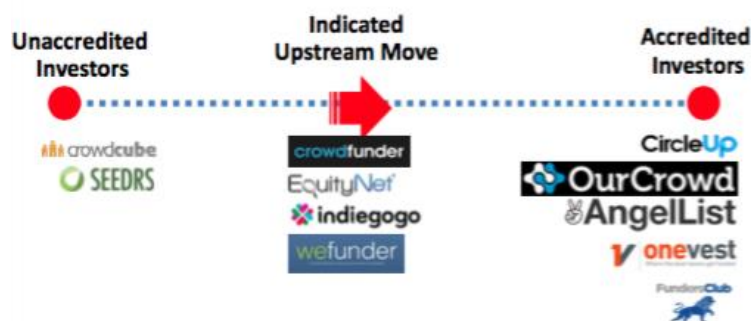 Unaccredited
Investors
Indicated
Upstream Move
Accredited
Investors
crowdcube
SEEDRS
crowdfunder
EquityNet
indiegogo
wefunder
CircleUp
OurCrowd
AngelList
onevest
FundersClub